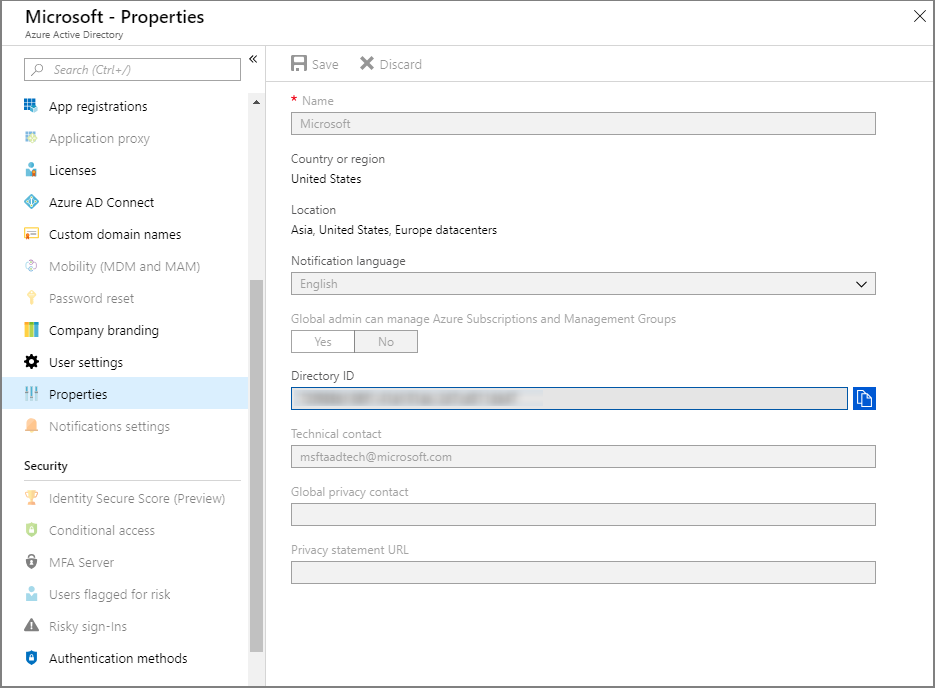 Microsoft - Properties
Azure Active Directory
Search (Ctrl+/)
«
App registrations
Application proxy
Licenses
Azure AD Connect
Custom domain names
Mobility (MDM and MAM)
Password reset
Company branding
User settings
Properties
Notifications settings
Security
Identity Secure Score (Preview)
Conditional access
MFA Server
Users flagged for risk
Risky sign-Ins
Authentication methods
Save
Discard
* Name
Microsoft
Country or region
United States
Location
Asia, United States, Europe datacenters
Notification language
English
Global admin can manage Azure Subscriptions and Management Groups
Yes
No
Directory ID
Technical contact
msftaadtech@microsoft.com
Global privacy contact
Privacy statement URL